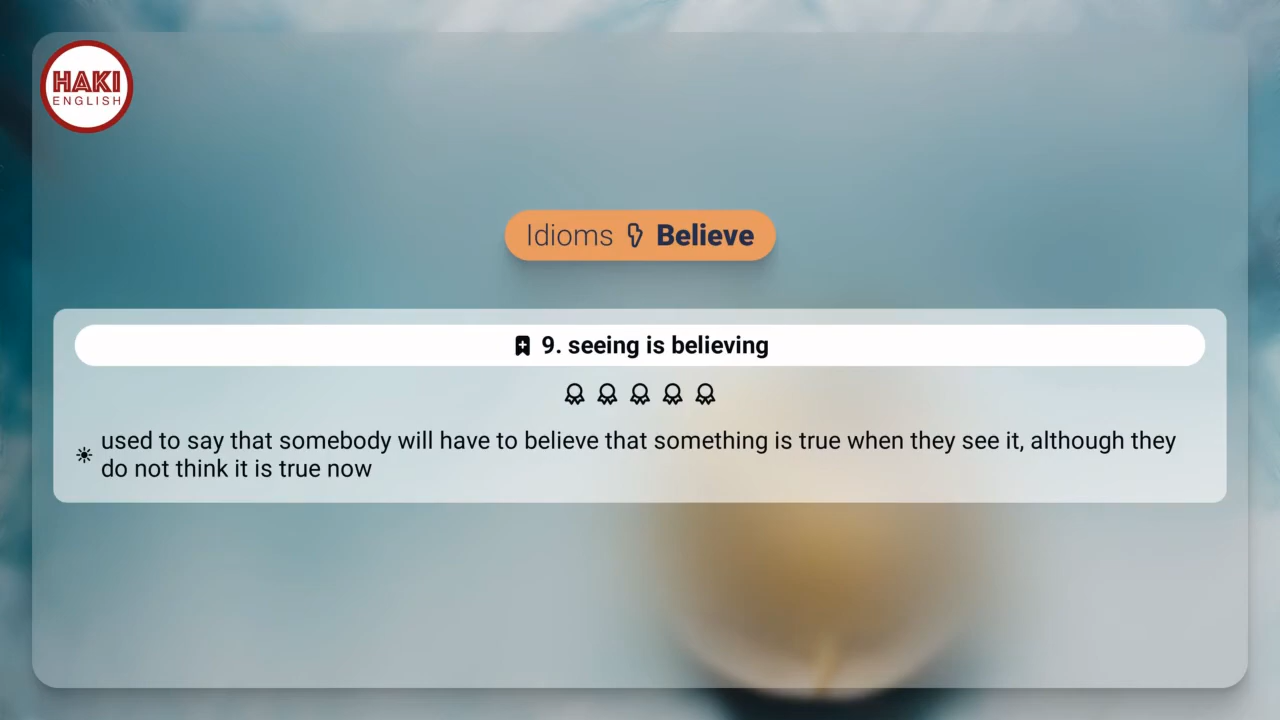 HAKI
ENGLISH
Idioms Believe
9. seeing is believing
used to say that somebody will have to believe that something is true when they see it, although they
do not think it is true now